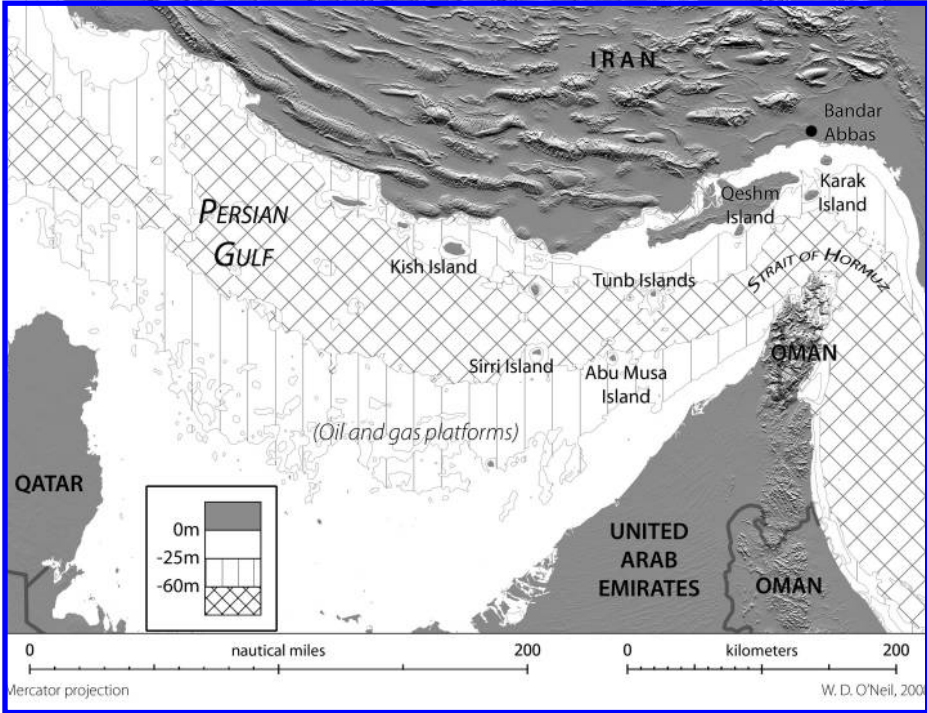 IRAN
Bandar
Abbas
PERSIAN
GULF
Qeshm
Island
Karak
Island
Kish Island
Tunb Islands
STRAIT OF HORMUZ
Sirri Island
Abu Musa
Island
OMAN
(Oil and gas platforms)
QATAR
0m
-25m
-60m
UNITED
ARAB
EMIRATES
OMAN
0 nautical miles 200
0 kilometers 200
Mercator projection
W. D. O'Neil,